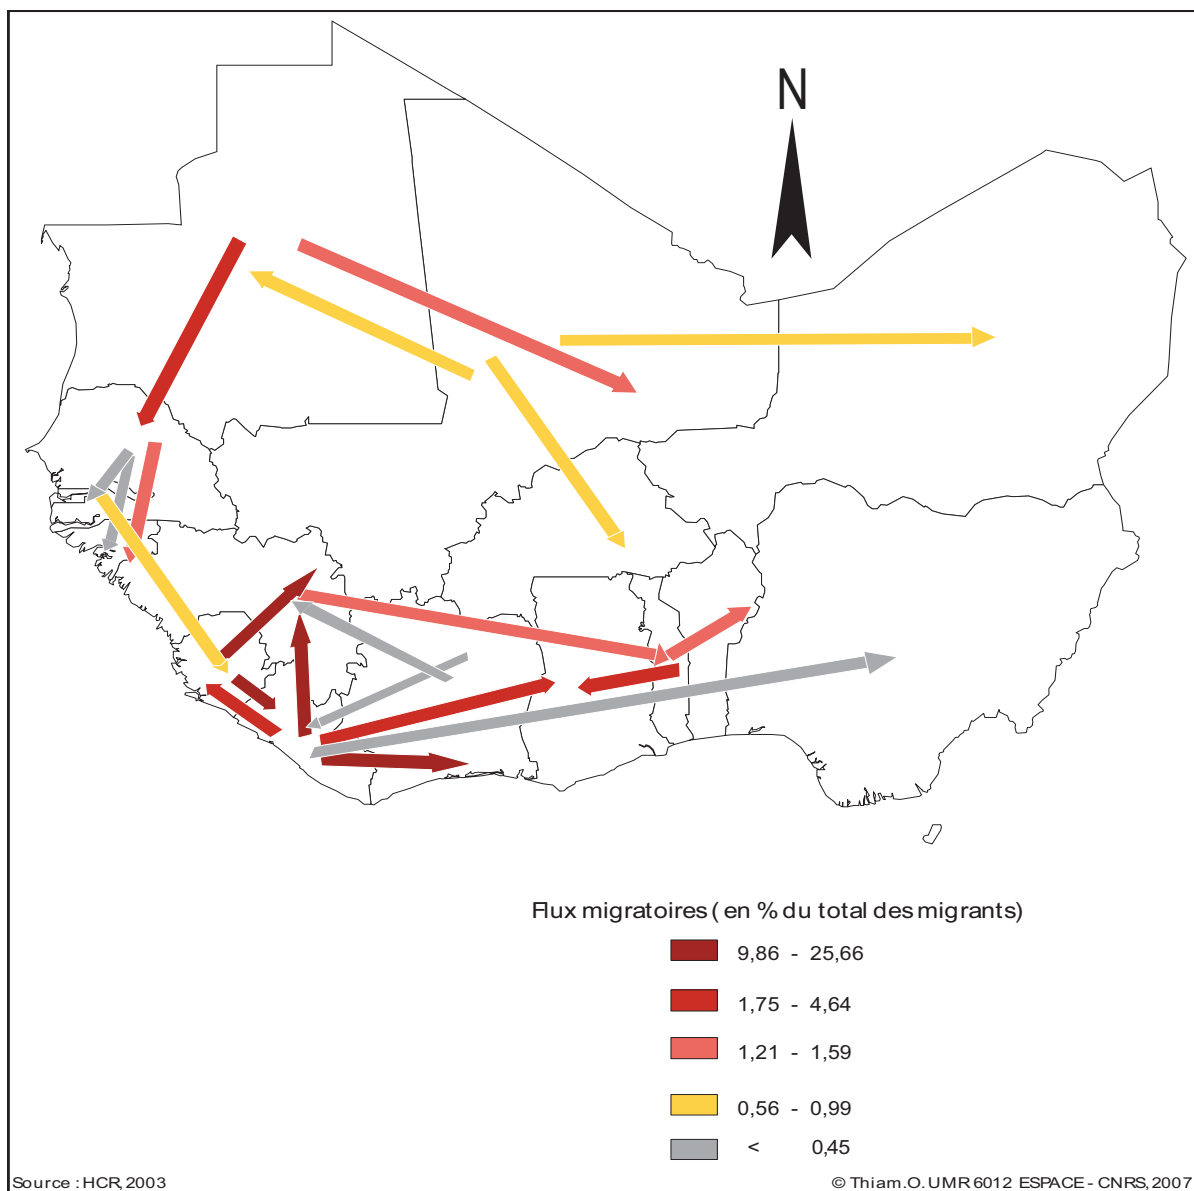 N
Flux migratoires ( en % du total des migrants)
9,86 - 25,66
1,75 - 4,64
1,21 - 1,59
0,56 - 0,99
< 0,45
Source : HCR, 2003
© Thiam.O. UMR 6012 ESPACE - CNRS, 2007